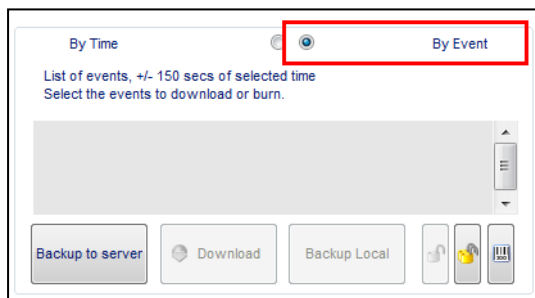 By Time
By Event
List of events, +/- 150 secs of selected time
Select the events to download or burn.
Backup to server
Download
Backup Local